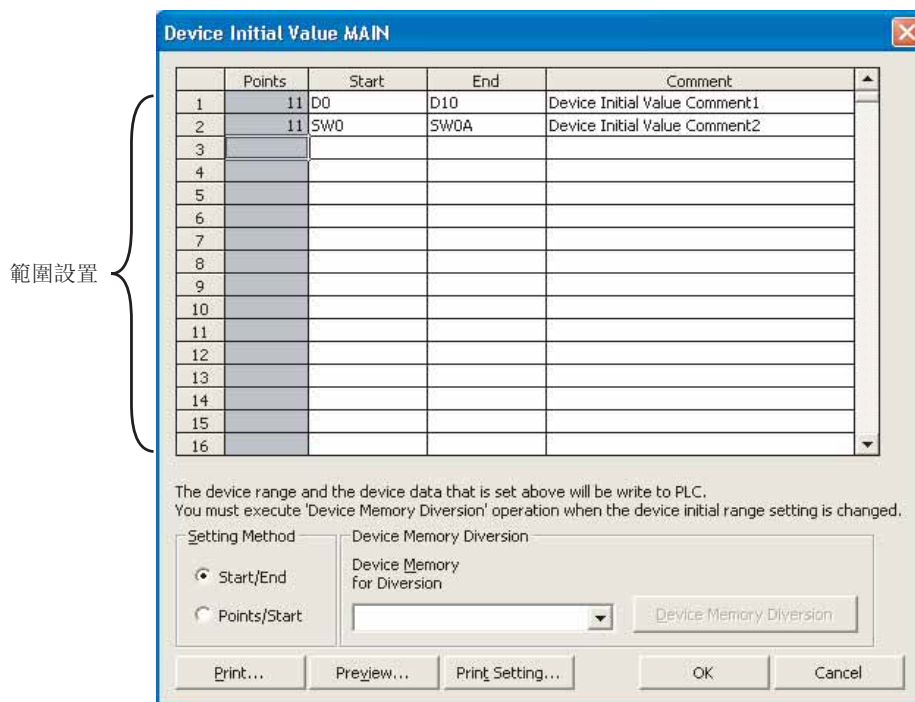 Device Initial Value MAIN
Points Start End Comment
1 11 D0 D10 Device Initial Value Comment1
2 11 SW0 SW0A Device Initial Value Comment2
3
4
5
6
7
8
範圍設置
9
10
11
12
13
14
15
16
The device range and the device data that is set above will be write to PLC.
You must execute 'Device Memory Diversion' operation when the device initial range setting is changed.
Setting Method Device Memory Diversion
Device Memory
for Diversion
Start/End
Points/Start Device Memory Diversion
Print... Preview... Print Setting... OK Cancel